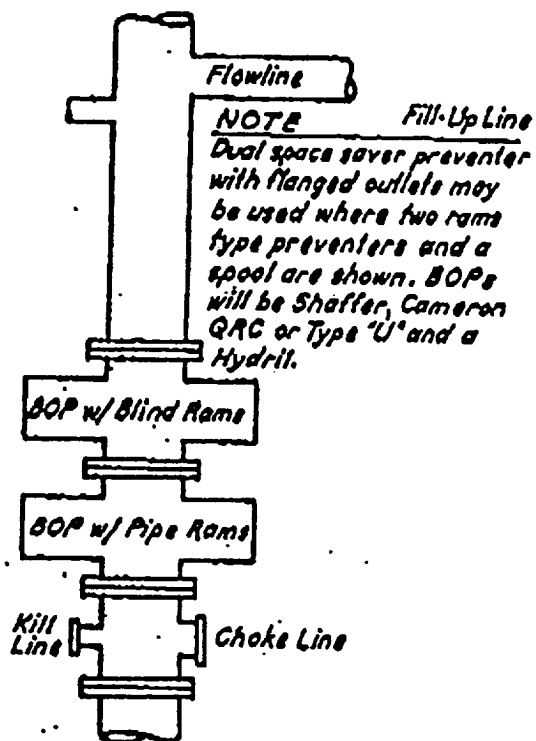 Flowline
NOTE
Fill-Up Line
Dual space saver preventer
with flanged outlets may
be used where two rams
type preventers and a
spool are shown. BOPs
will be Shaffer, Cameron
QRC or Type "U" and a
Hydril.
BOP w/ Blind Rams
BOP w/ Pipe Rams
Kill
Line
Choke Line